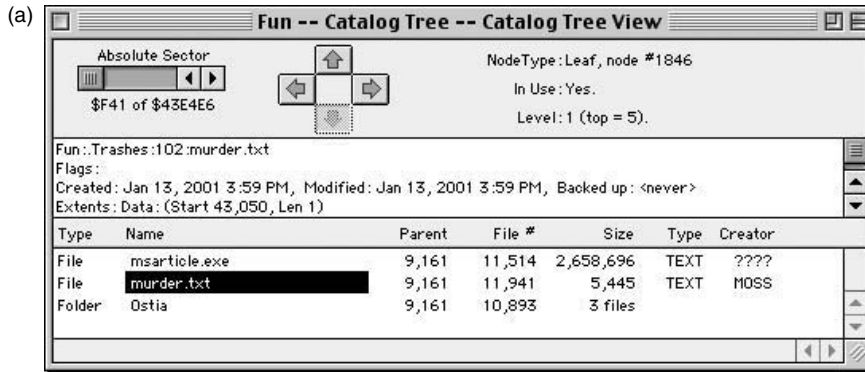 (a)
Fun -- Catalog Tree -- Catalog Tree View
Absolute Sector
$F41 of $43E4E6
NodeType: Leaf, node #1846
In Use: Yes.
Level: 1 (top = 5).
Fun:.Trashes:102:murder.txt
Flags:
Created: Jan 13, 2001 3:59 PM, Modified: Jan 13, 2001 3:59 PM, Backed up: <never>
Extents: Data: (Start 43,050, Len 1)
Type Name Parent File # Size Type Creator
File msarticle.exe 9,161 11,514 2,658,696 TEXT ????
File murder.txt 9,161 11,941 5,445 TEXT MOSS
Folder Ostia 9,161 10,893 3 files